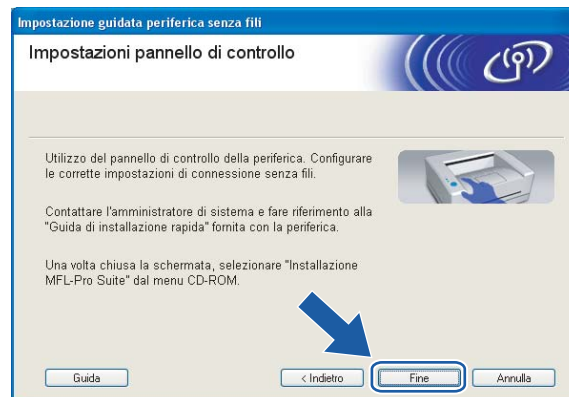 Impostazione guidata periferica senza fili
Impostazioni pannello di controllo
Utilizzo del pannello di controllo della periferica. Configurare
le corrette impostazioni di connessione senza fili.
Contattare l'amministratore di sistema e fare riferimento alla
"Guida di installazione rapida" fornita con la periferica.
Una volta chiusa la schermata, selezionare "Installazione
MFL-Pro Suite" dal menu CD-ROM.
Guida
< Indietro
Fine
Annulla